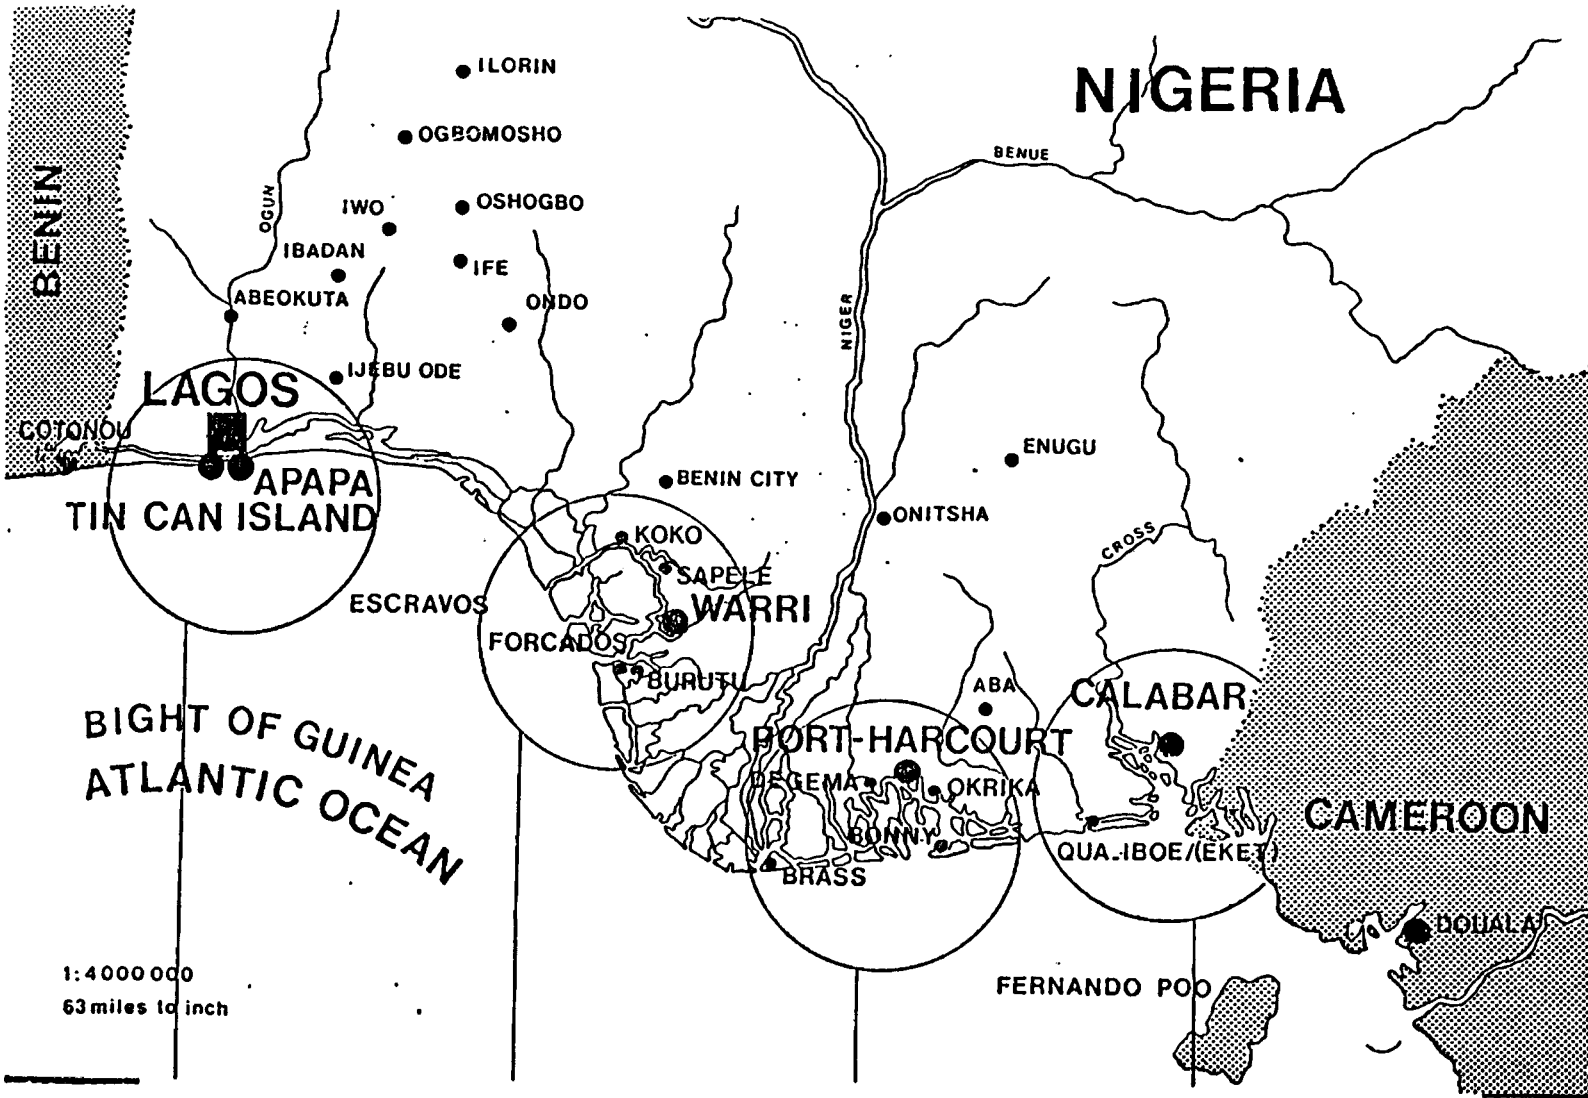 ILORIN
NIGERIA
OGBOMOSHO
BENUE
BENIN
OGUN
IWO
OSHOGBO
IBADAN
IFE
ABEOKUTA
ONDO
NIGER
IJEBU ODE
LAGOS
COTONOU
ENUGU
BENIN CITY
APAPA
TIN CAN ISLAND
ONITSHA
KOKO
CROSS
SAPELE
ESCRAVOS
WARRI
FORCADOS
BURUTU
ABA
CALABAR
BIGHT OF GUINEA
ATLANTIC OCEAN
PORT-HARCOURT
DEGEMA
OKRIKA
CAMEROON
BONNY
QUA-IBOE/(EKET)
BRASS
DOUALA
1:4000000
63 miles to inch
FERNANDO POO